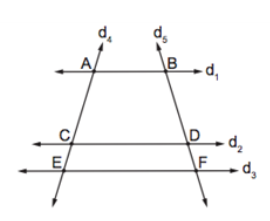 d₄ d₅
A B d₁
C D d₂
E F d₃